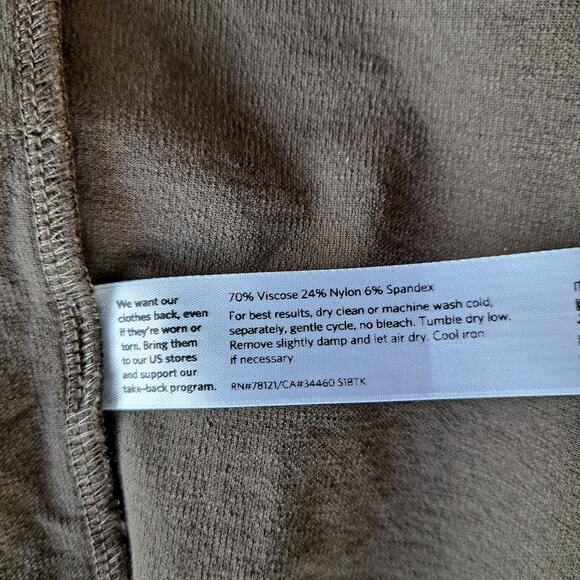 We want our
clothes back, even
if they're worn or
torn. Bring them
to our US stores
and support our
take-back program.
70% Viscose 24% Nylon 6% Spandex
For best results, dry clean or machine wash cold,
separately, gentle cycle, no bleach. Tumble dry low.
Remove slightly damp and let air dry. Cool iron
if necessary.
RN#78121/CA#34460 S18TK